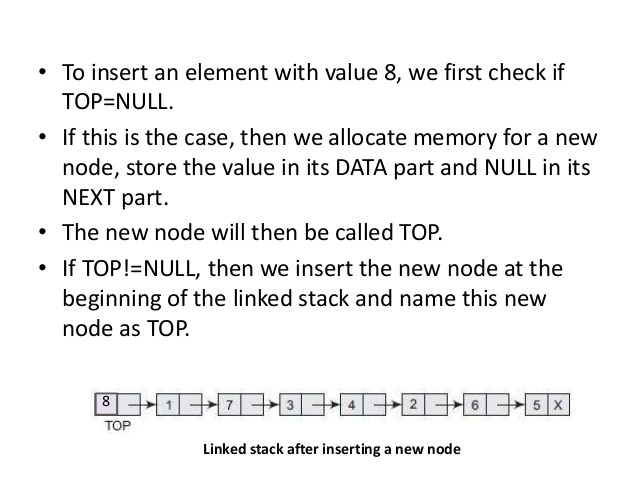 • To insert an element with value 8, we first check if
TOP=NULL.
• If this is the case, then we allocate memory for a new
node, store the value in its DATA part and NULL in its
NEXT part.
• The new node will then be called TOP.
• If TOP!=NULL, then we insert the new node at the
beginning of the linked stack and name this new
node as TOP.
8 1 7 3 4 2 6 5 X
TOP
Linked stack after inserting a new node